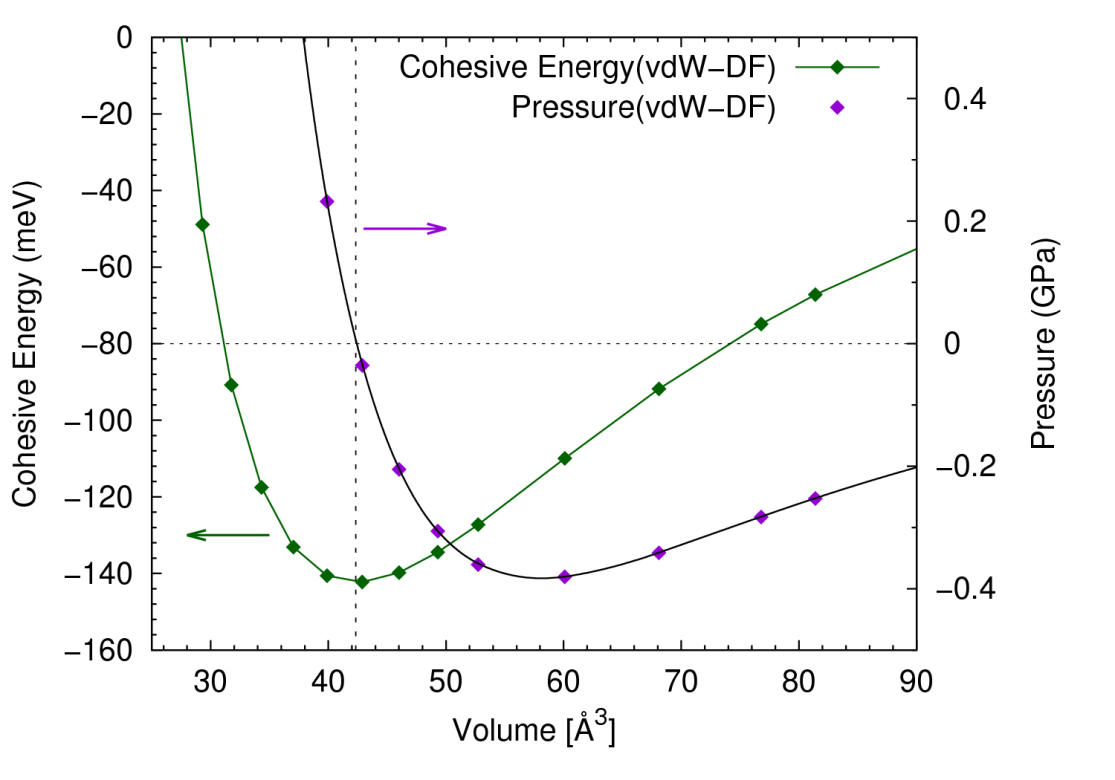 Cohesive Energy(vdW−DF)
Pressure(vdW−DF)
Cohesive Energy (meV)
0
−20
−40
−60
−80
−100
−120
−140
−160
30 40 50 60 70 80 90
Volume [Å³]
0.4
0.2
0
−0.2
−0.4
Pressure (GPa)